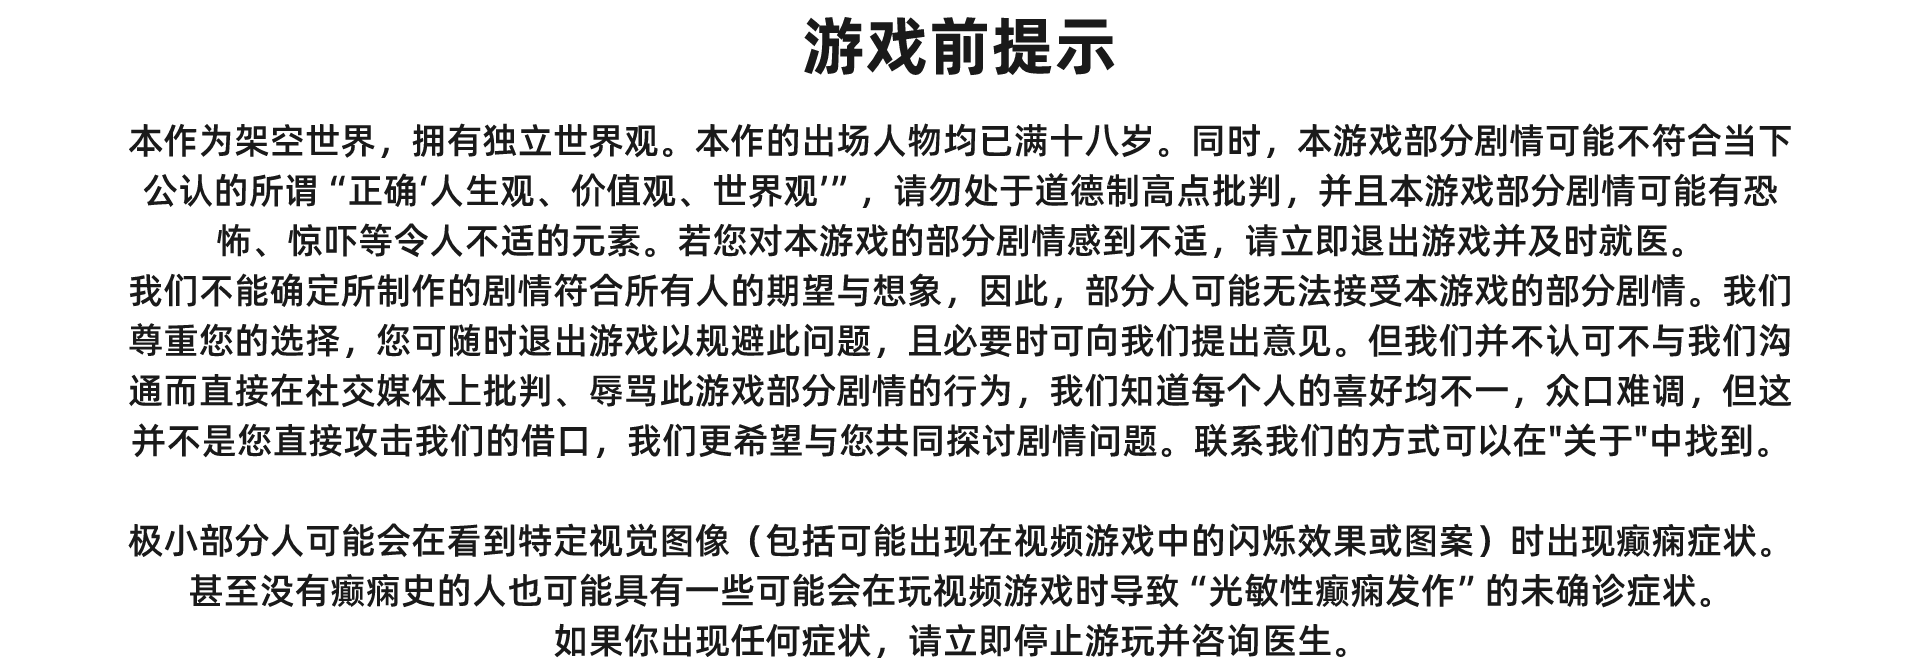 游戏前提示
本作为架空世界，拥有独立世界观。本作的出场人物均已满十八岁。同时，本游戏部分剧情可能不符合当下
公认的所谓“正确‘人生观、价值观、世界观’”，请勿处于道德制高点批判，并且本游戏部分剧情可能有恐
怖、惊吓等令人不适的元素。若您对本游戏的部分剧情感到不适，请立即退出游戏并及时就医。
我们不能确定所制作的剧情符合所有人的期望与想象，因此，部分人可能无法接受本游戏的部分剧情。我们
尊重您的选择，您可随时退出游戏以规避此问题，且必要时可向我们提出意见。但我们并不认可不与我们沟
通而直接在社交媒体上批判、辱骂此游戏部分剧情的行为，我们知道每个人的喜好均不一，众口难调，但这
并不是您直接攻击我们的借口，我们更希望与您共同探讨剧情问题。联系我们的方式可以在"关于"中找到。
极小部分人可能会在看到特定视觉图像（包括可能出现在视频游戏中的闪烁效果或图案）时出现癫痫症状。
甚至没有癫痫史的人也可能具有一些可能会在玩视频游戏时导致“光敏性癫痫发作”的未确诊症状。
如果你出现任何症状，请立即停止游玩并咨询医生。